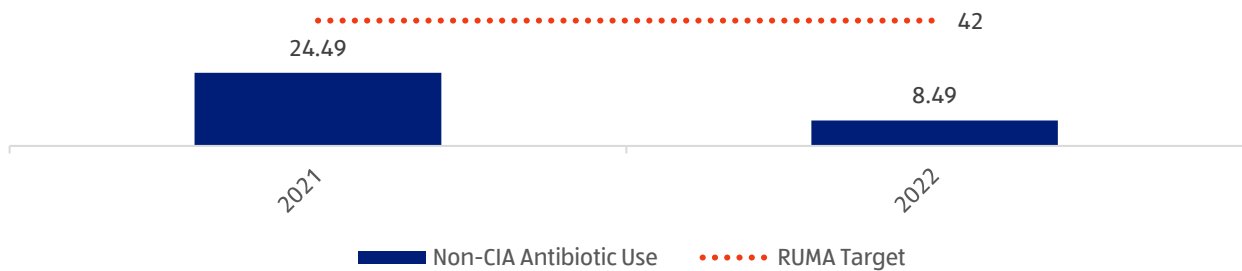 42
24.49
8.49
2021
2022
Non-CIA Antibiotic Use
RUMA Target